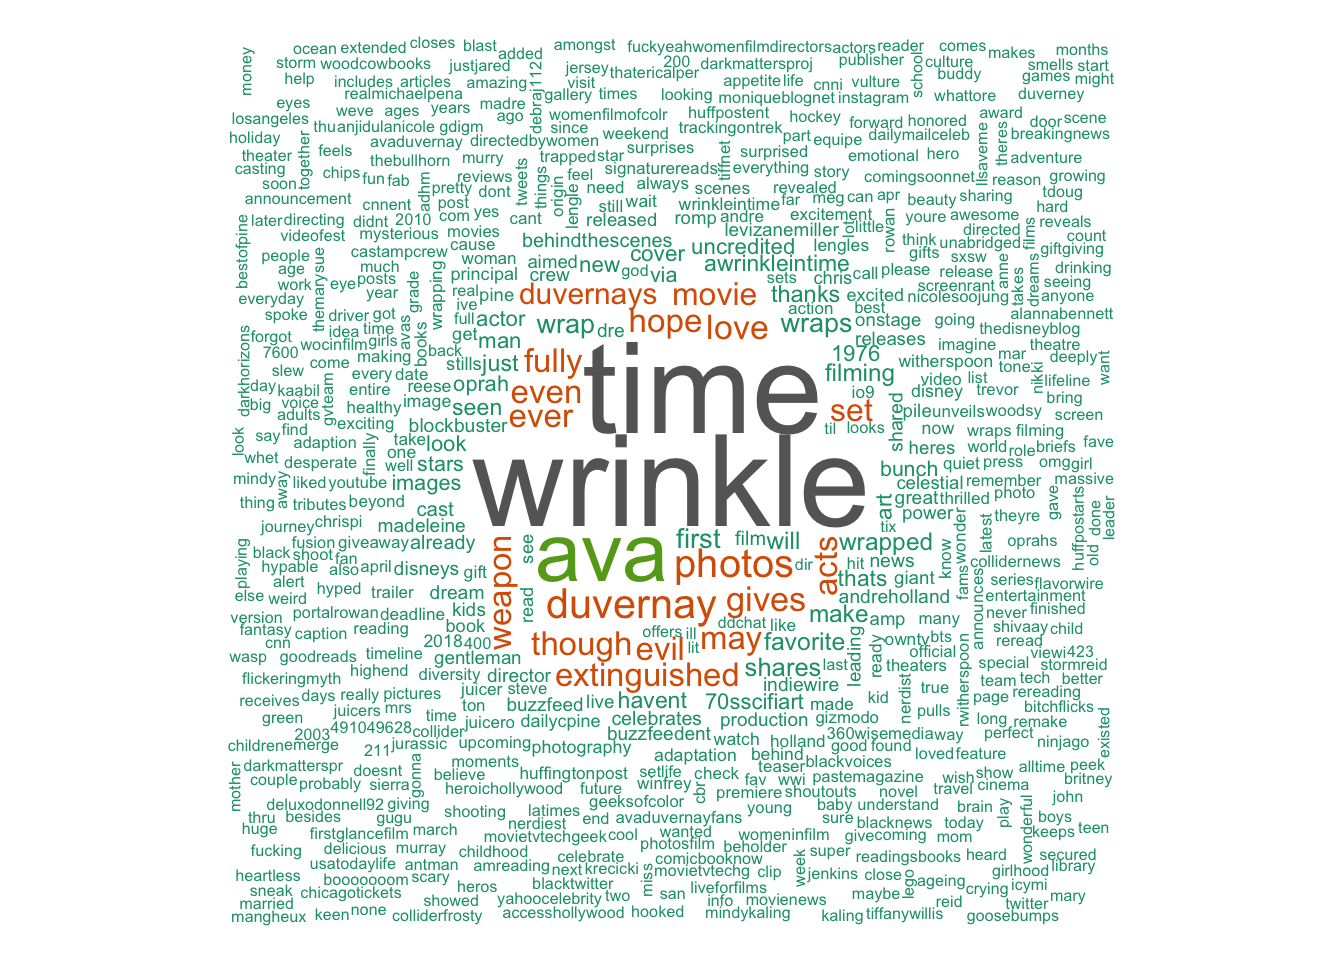 ocean extended closes blast added amongst fuckyeahwomenfilmdirectors actors reader comes makes months
money storm woodcowbooks justjared jersey thatericalper 200 darkmattersproj publisher culture smells start
help includes articles amazing visit appetite life cnni vulture school buddy games might
realmichaelpena gallery times looking moniqueblognet instagram whattore duverney
eyes weve ages years madre debraj1121 womenfilmofcolr huffpostent hockey forward honored award door scene
losangeles thu anjidulanicole gdigm ago since weekend trackingontrek part equipe dailymailceleb breakingnews
holiday together feels avaduvernay directedbywomen surprises tiffnet surprised emotional hero llsaveme theres adventure
theater thebullhorn murry trapped star signaturereads everything story comingsoonnet reason growing
casting soon chips fun fab reviews tweets things feel need always scenes revealed can apr beauty sharing tdoug
announcement cnnent adhm pretty dont origin lengle still wait wrinkleintime far meg hard
later directing didnt 2010 post com yes cant released romp andre excitement lot little rowan youre awesome reveals
videofest mysterious movies behindthescenes levizanemiller directed films count
people castampcrew cause woman cover uncredited lengles think unabridged giftgiving
bestofpine age themarysue much aimed new god via awrinkleintime gifts sxsw anne drinking
work eye posts grade wrapping principal crew sets chris call please release takes dreams seeing
everyday year real pine duvernays movie thanks excited nicolesoojung screenrant anyone
spoke driver got ive hope love action best alannabennett
forgot idea time avas full actor wrap dre wraps onstage going thedisneyblog
7600 wocinfilm girls books get man releases imagine theatre
slew come making back stills just fully time 1976 witherspoon mar tone deeply want
darkhorizons day kaabil every date reese oprah filming video list nikki lifeline
big voice gvteam entire healthy image seen even io9 disney trevor bring
adults exciting blockbuster ever set shared pile unveils woodsy screen
look say find adaption take look til looks now wraps filming
whet finally one heres world role briefs fave
mindy desperate well stars wrinkle bunch quiet press omg girl
thing away liked youtube images celestial remember massive
tributes beyond cast art great thrilled photo gave
journey chrispi madeleine tix power theyre huffpostarts old done leader
playing black fusion giveaway already see ava first film will wrapped know wonder latest oprahs
hypable shoot fan photos dir acts hit news collidernews
alert also april disneys gift weapon thats giant fams series flavorwire
else weird hyped trailer dream read duvernay gives andreholland announces entertainment
version portalrowan deadline kids ddchat like make amp many never finished
fantasy caption reading book though offers ill may favorite leading ready ownty bts shivaay child
cnn timeline 2018 400 evil lit official reread viewi423
wasp goodreads highend gentleman extinguished shares last theaters special stormreid
flickeringmyth diversity director indiewire nerdist true rwitherspoon team tech better
receives days really pictures juicer steve buzzfeed live havent 70sscifiart made kid pulls page rereading
green juicers mrs ton dailycpine celebrates production gizmodo long bitchflicks
2003 491049628 time juicero buzzfeedent watch holland 360wisemedia away perfect remake existed
childrenemerge 211 collider upcoming photography behind good found loved feature ninjago
jurassic moments adaptation teaser blackvoices alltime peek
darkmatterspr doesnt gonna believe huffingtonpost setlife check fav wwi pastemagazine wish show
mother couple probably sierra heroichollywood future winfrey cbr premiere shoutouts novel travel cinema britney
deluxodonnell92 giving geeksofcolor young baby understand brain play john
thru besides gugu shooting latimes end avaduvernayfans sure blacknews today boys
huge firstglancefilm march nerdiest cool wanted womeninfilm give coming mom wonderful keeps teen
movietvtechgeek photosfilm
fucking delicious murray childhood celebrate comicbooknow beholder week super readingsbooks heard secured
usatodaylife antman amreading next krecicki movietvtechg clip jenkins close girlhood library
heartless booooooom scary heros blacktwitter miss lego ageing icymi
sneak chicagotickets showed yahoocelebrity two san liveforfilms maybe crying mary
married info movienews reid twitter
mangheux keen none colliderfrosty accesshollywood hooked mindykaling kaling tiffanywillis goosebumps